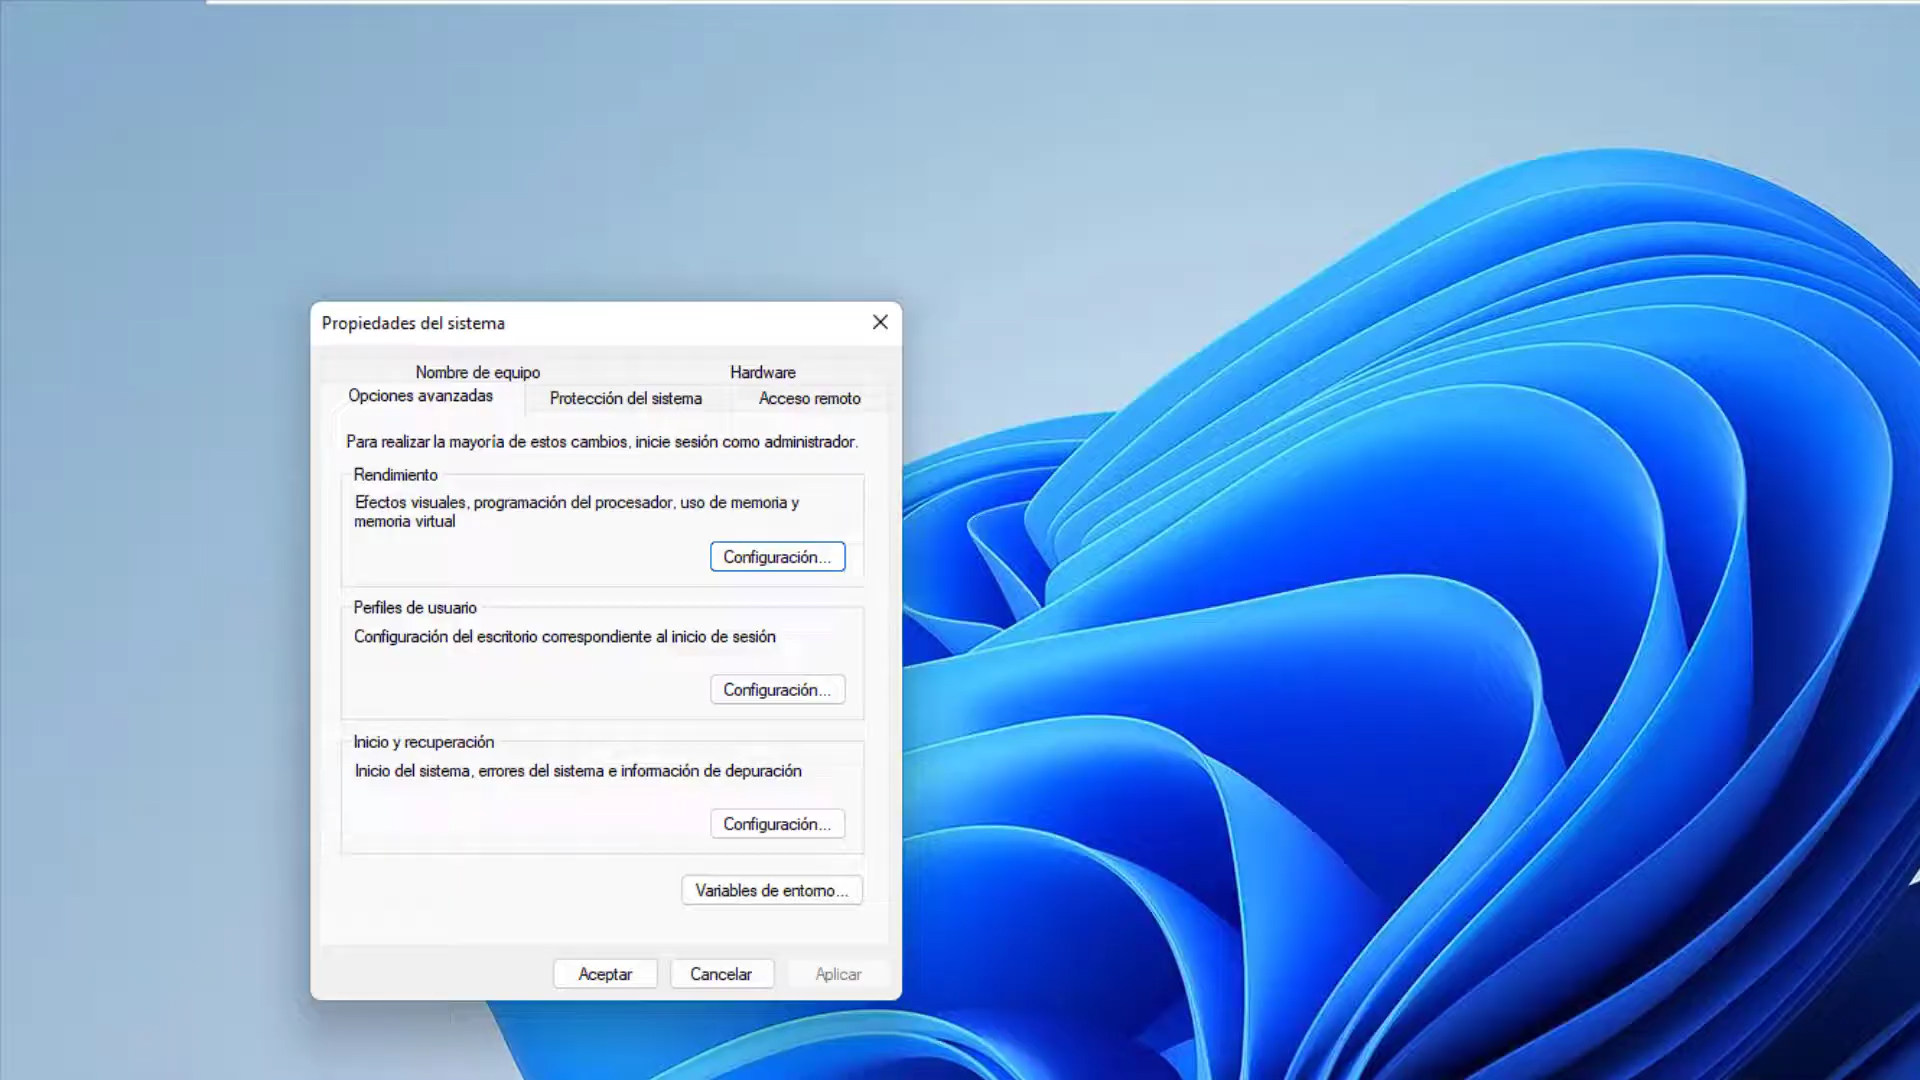 Propiedades del sistema
Nombre de equipo Hardware
Opciones avanzadas Protección del sistema Acceso remoto
Para realizar la mayoría de estos cambios, inicie sesión como administrador.
Rendimiento
Efectos visuales, programación del procesador, uso de memoria y
memoria virtual
Configuración...
Perfiles de usuario
Configuración del escritorio correspondiente al inicio de sesión
Configuración...
Inicio y recuperación
Inicio del sistema, errores del sistema e información de depuración
Configuración...
Variables de entorno...
Aceptar Cancelar Aplicar